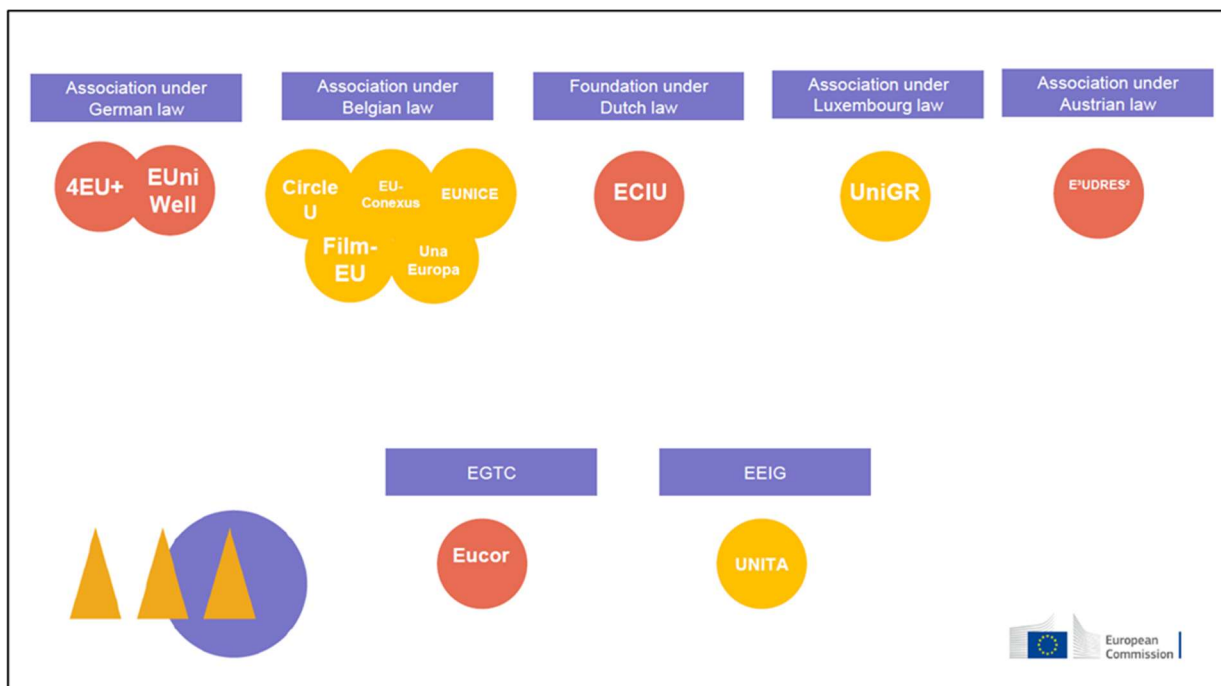 Association under
German law
Association under
Belgian law
Foundation under
Dutch law
Association under
Luxembourg law
Association under
Austrian law
4EU+
EUni
Well
Circle
U
EU-
Conexus
EUNICE
Film-
EU
Una
Europa
ECIU
UniGR
E³UDRES²
EGTC
EEIG
Eucor
UNITA
European
Commission